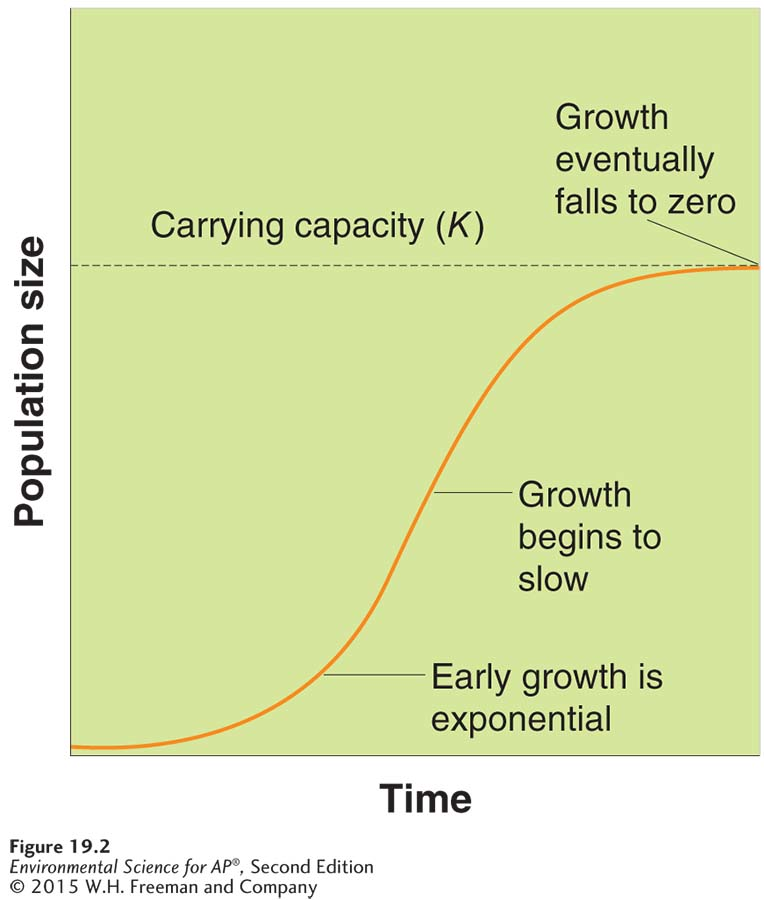 Growth
eventually
falls to zero
Carrying capacity (K)
Population size
Growth
begins to
slow
Early growth is
exponential
Time
Figure 19.2
Environmental Science for AP®, Second Edition
© 2015 W.H. Freeman and Company